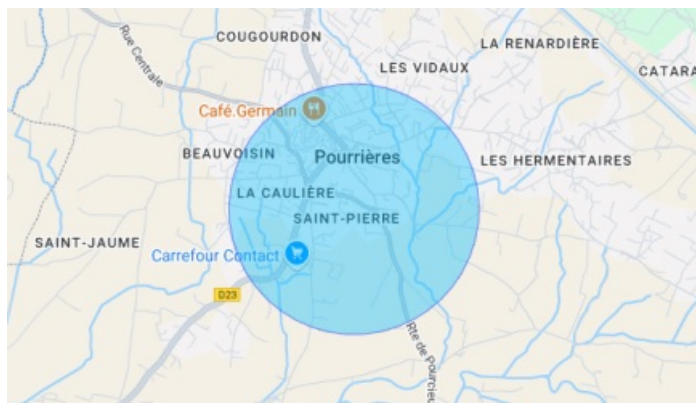 COUGOURDON
LA RENARDIÈRE
Rue Centrale
LES VIDAUX
CATARA
Café.Germain
BEAUVOISIN
Pourrières
LES HERMENTAIRES
LA CAULIÈRE
SAINT-PIERRE
SAINT-JAUME
Carrefour Contact
D23
Rte de Pourcieu